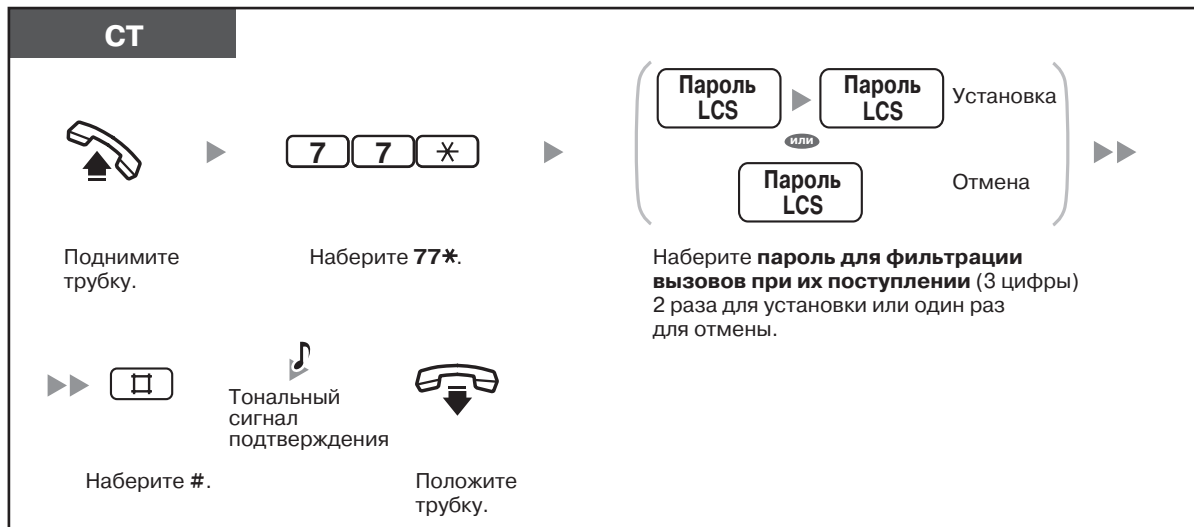 СТ
Пароль LCS
Пароль LCS
Установка
или
7 7 *
Пароль LCS
Отмена
Поднимите
трубку.
Наберите 77*.
Наберите пароль для фильтрации
вызовов при их поступлении (3 цифры)
2 раза для установки или один раз
для отмены.
Тональный
сигнал
подтверждения
Наберите #.
Положите
трубку.